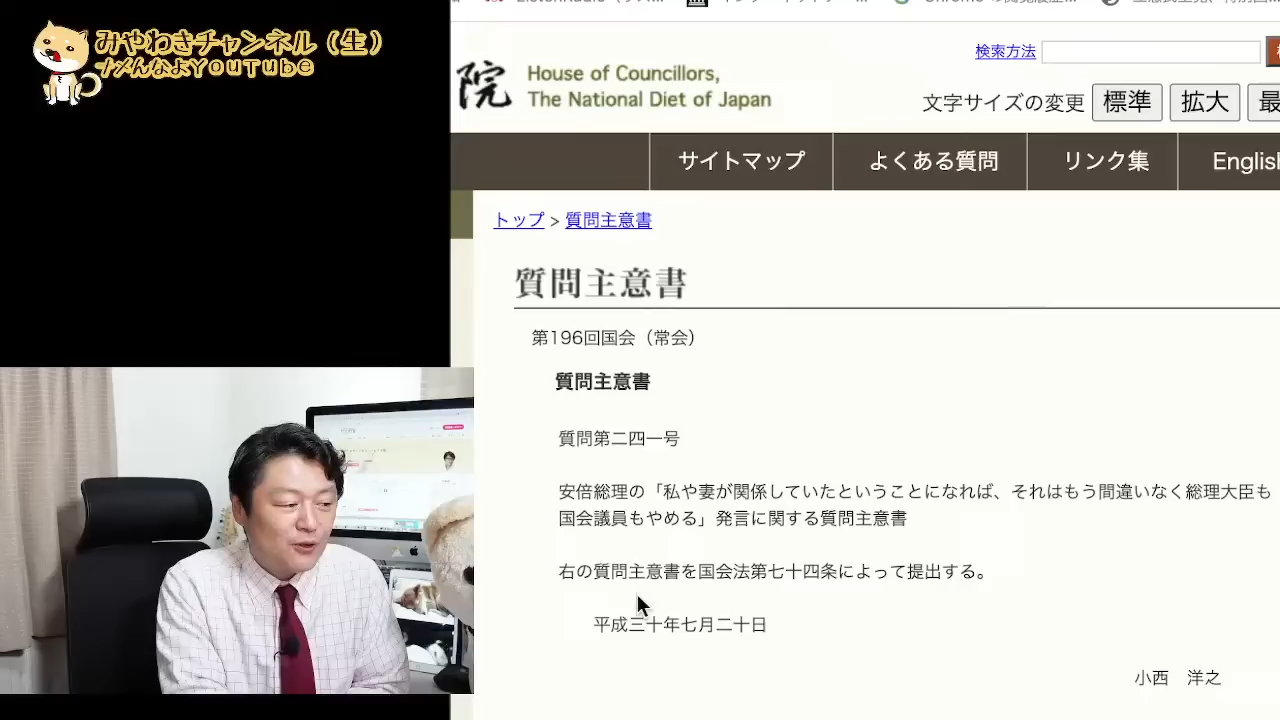 みやわきチャンネル（生）
ナメんなよYouTube
院
House of Councillors,
The National Diet of Japan
検索方法
文字サイズの変更
標準
拡大
最
サイトマップ
よくある質問
リンク集
English
トップ > 質問主意書
質問主意書
第196回国会（常会）
質問主意書
質問第二四一号
安倍総理の「私や妻が関係していたということになれば、それはもう間違いなく総理大臣も
国会議員もやめる」発言に関する質問主意書
右の質問主意書を国会法第七十四条によって提出する。
平成三十年七月二十日
小西　洋之